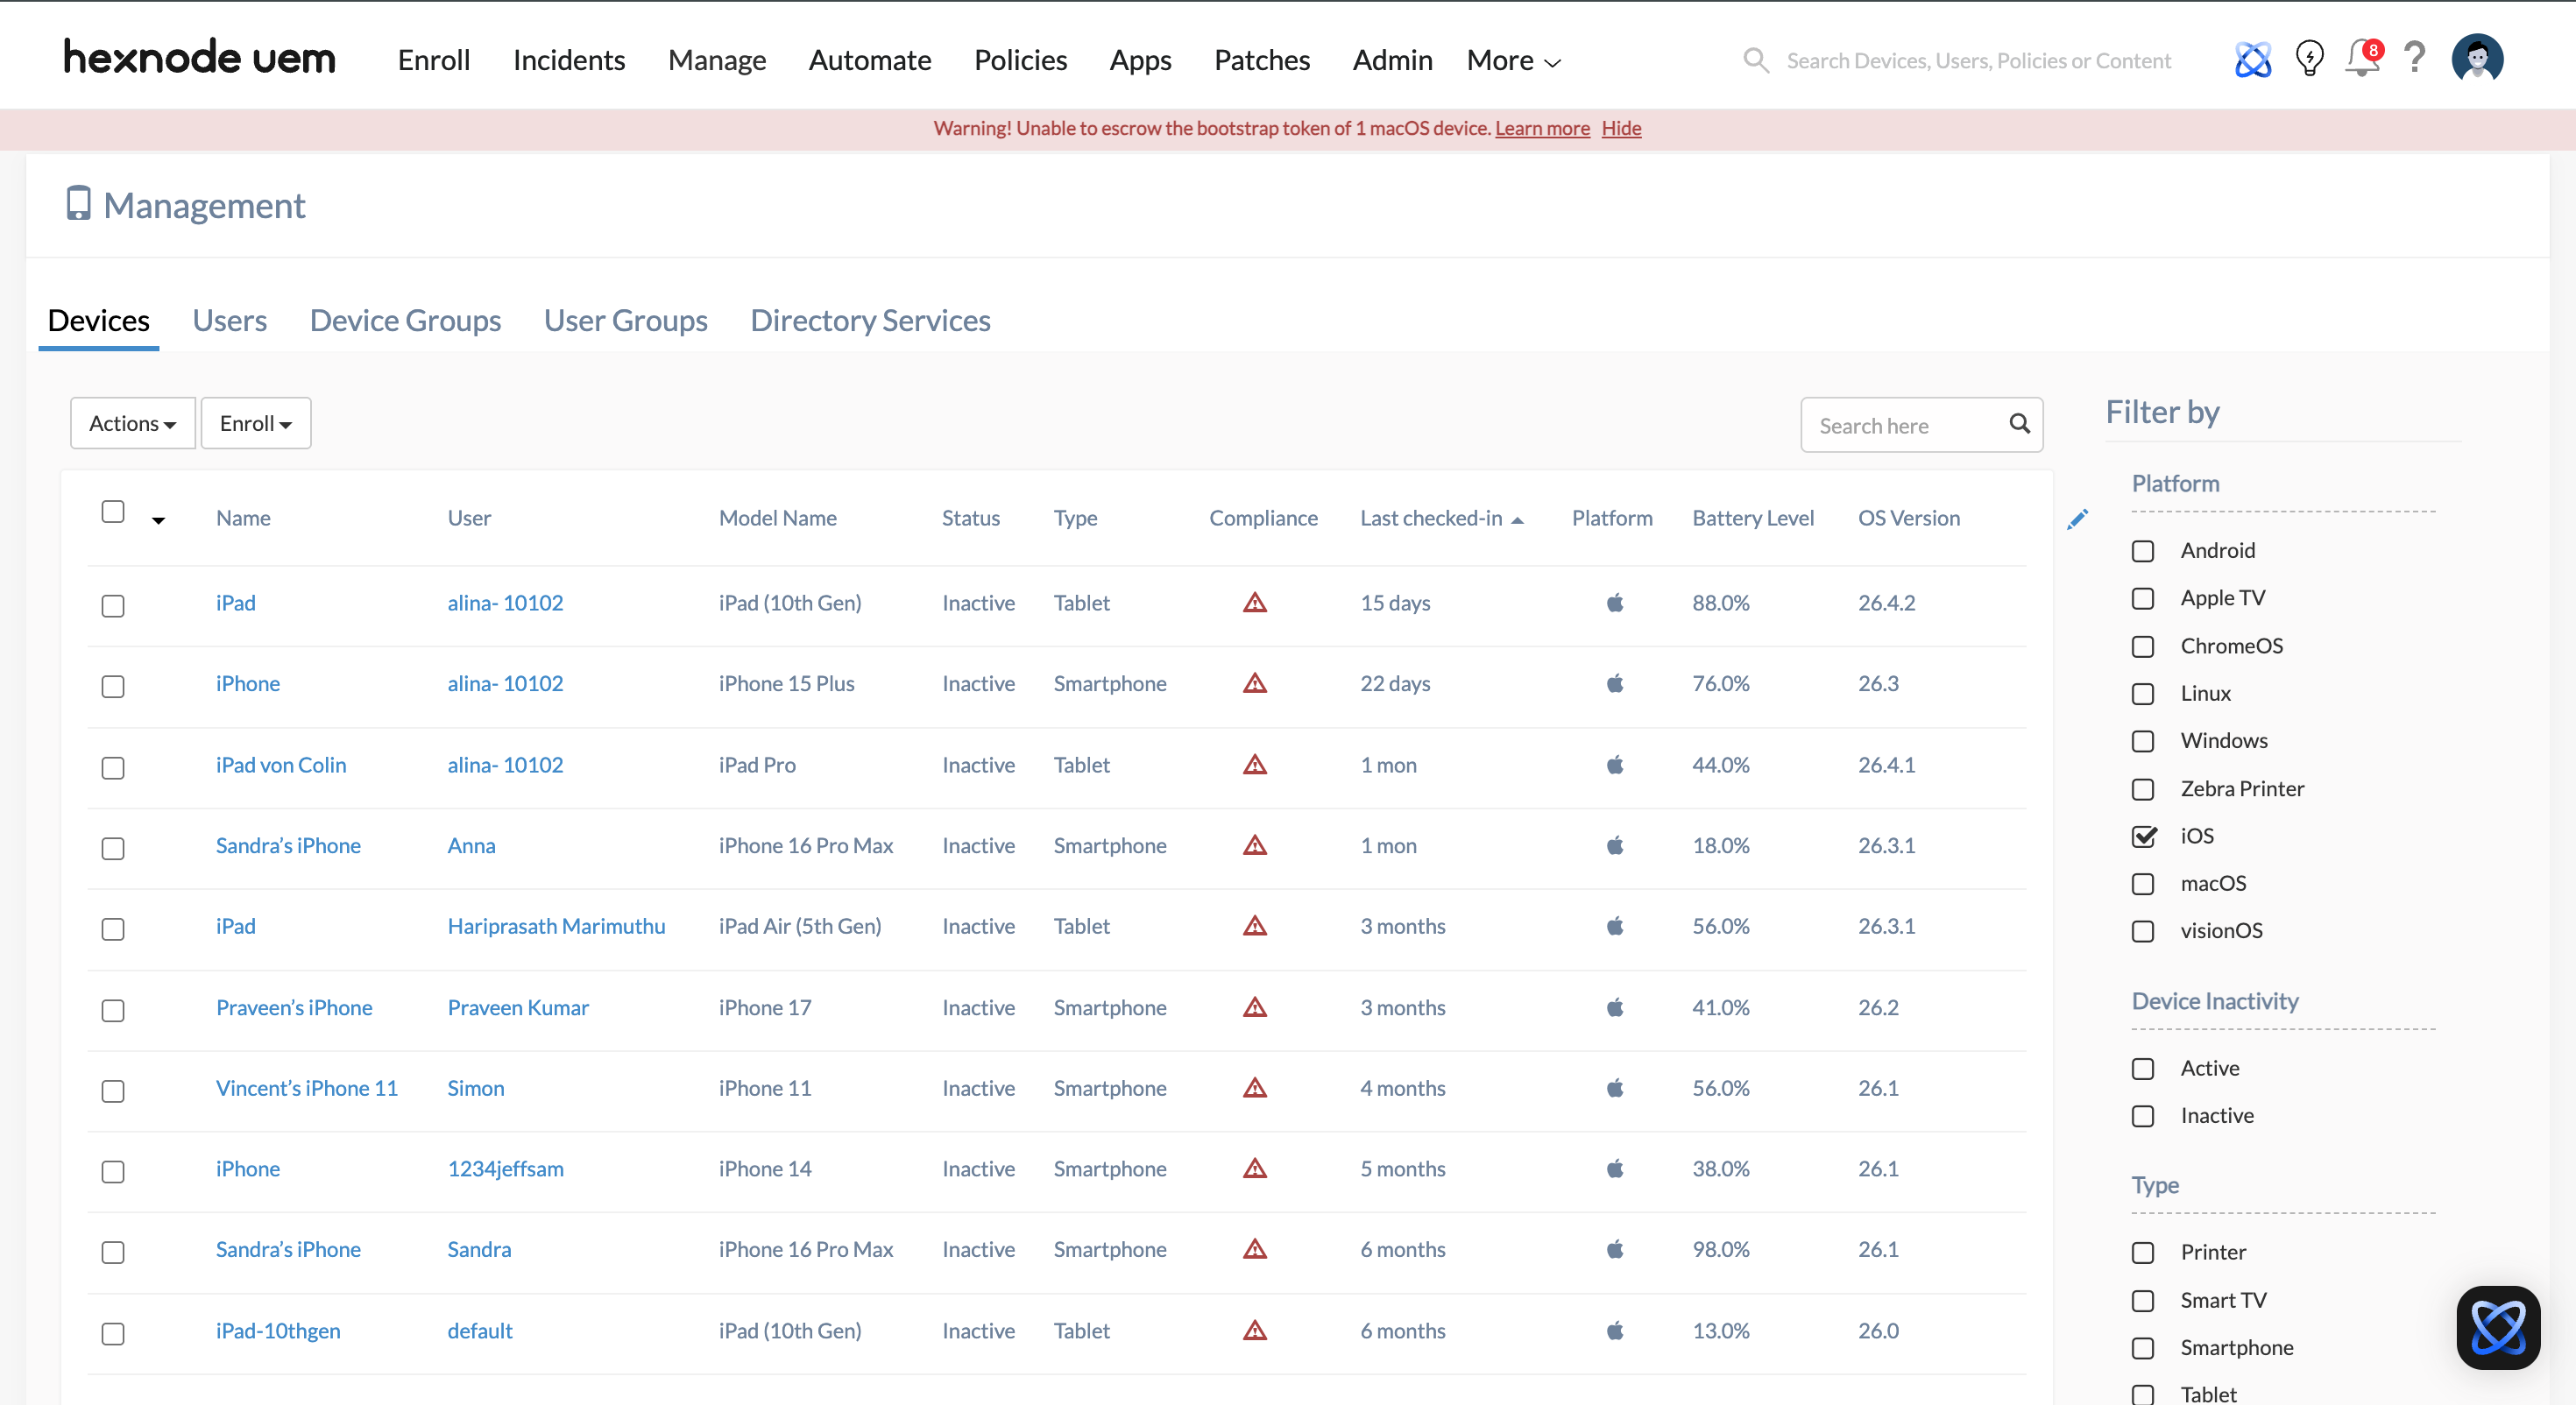 hexnode uem Enroll Incidents Manage Automate Policies Apps Patches Admin More Search Devices, Users, Policies or Content 8 ?
Warning! Unable to escrow the bootstrap token of 1 macOS device. Learn more Hide
Management
Devices Users Device Groups User Groups Directory Services
Actions Enroll Search here
Name User Model Name Status Type Compliance Last checked-in Platform Battery Level OS Version
iPad alina- 10102 iPad (10th Gen) Inactive Tablet 15 days 88.0% 26.4.2
iPhone alina- 10102 iPhone 15 Plus Inactive Smartphone 22 days 76.0% 26.3
iPad von Colin alina- 10102 iPad Pro Inactive Tablet 1 mon 44.0% 26.4.1
Sandra’s iPhone Anna iPhone 16 Pro Max Inactive Smartphone 1 mon 18.0% 26.3.1
iPad Hariprasath Marimuthu iPad Air (5th Gen) Inactive Tablet 3 months 56.0% 26.3.1
Praveen’s iPhone Praveen Kumar iPhone 17 Inactive Smartphone 3 months 41.0% 26.2
Vincent’s iPhone 11 Simon iPhone 11 Inactive Smartphone 4 months 56.0% 26.1
iPhone 1234jeffsam iPhone 14 Inactive Smartphone 5 months 38.0% 26.1
Sandra’s iPhone Sandra iPhone 16 Pro Max Inactive Smartphone 6 months 98.0% 26.1
iPad-10thgen default iPad (10th Gen) Inactive Tablet 6 months 13.0% 26.0
Filter by
Platform
Android
Apple TV
ChromeOS
Linux
Windows
Zebra Printer
iOS
macOS
visionOS
Device Inactivity
Active
Inactive
Type
Printer
Smart TV
Smartphone
Tablet